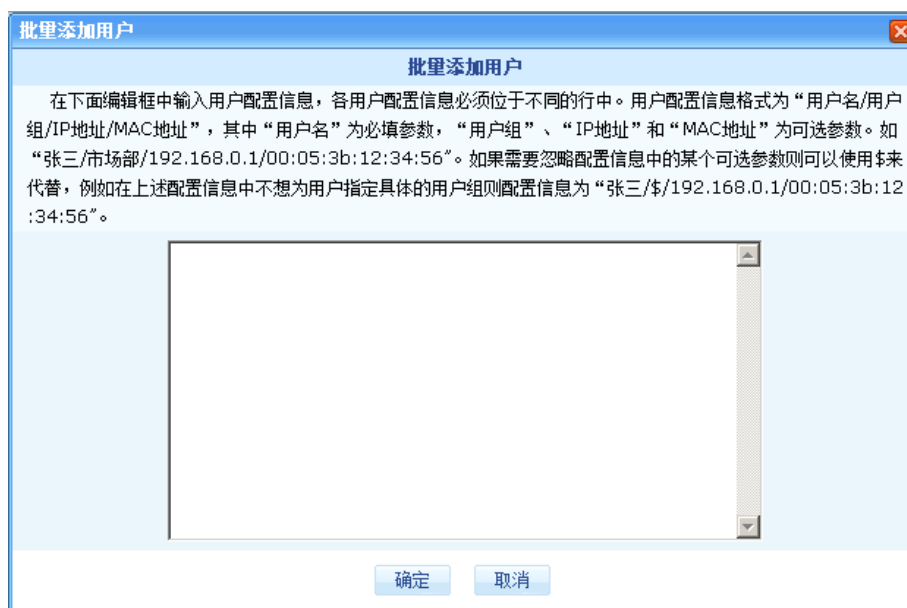 批里添加用户
批里添加用户
在下面编辑框中输入用户配置信息，各用户配置信息必须位于不同的行中。用户配置信息格式为“用户名/用户
组/IP地址/MAC地址”，其中“用户名”为必填参数，“用户组”、“IP地址”和“MAC地址”为可选参数。如
“张三/市场部/192.168.0.1/00:05:3b:12:34:56”。如果需要忽略配置信息中的某个可选参数则可以使用$来
代替，例如在上述配置信息中不想为用户指定具体的用户组则配置信息为“张三/$/192.168.0.1/00:05:3b:12
:34:56”。
确定
取消